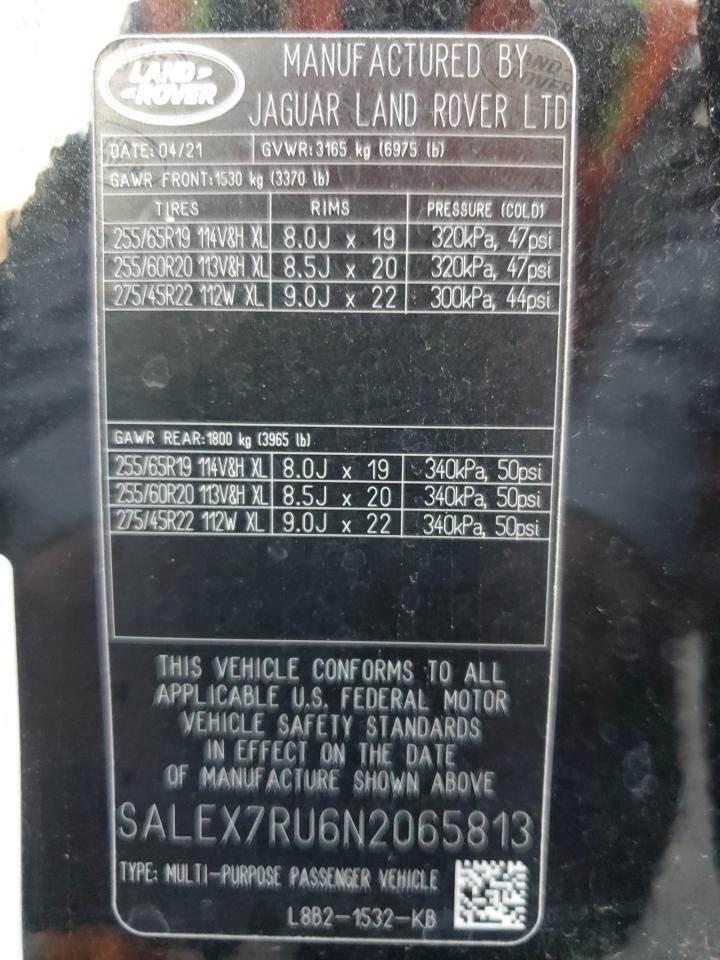 LAND ROVER
MANUFACTURED BY
JAGUAR LAND ROVER LTD
DATE: 04/21 GVWR: 3165 kg (6975 lb)
GAWR FRONT: 1530 kg (3370 lb)
TIRES RIMS PRESSURE (COLD)
255/65R19 114V&H XL 8.0J x 19 320kPa, 47psi
255/60R20 113V&H XL 8.5J x 20 320kPa, 47psi
275/45R22 112W XL 9.0J x 22 300kPa, 44psi
GAWR REAR: 1800 kg (3965 lb)
255/65R19 114V&H XL 8.0J x 19 340kPa, 50psi
255/60R20 113V&H XL 8.5J x 20 340kPa, 50psi
275/45R22 112W XL 9.0J x 22 340kPa, 50psi
THIS VEHICLE CONFORMS TO ALL
APPLICABLE U.S. FEDERAL MOTOR
VEHICLE SAFETY STANDARDS
IN EFFECT ON THE DATE
OF MANUFACTURE SHOWN ABOVE
SALEX7RU6N2065813
TYPE: MULTI-PURPOSE PASSENGER VEHICLE
L8B2-1532-KB